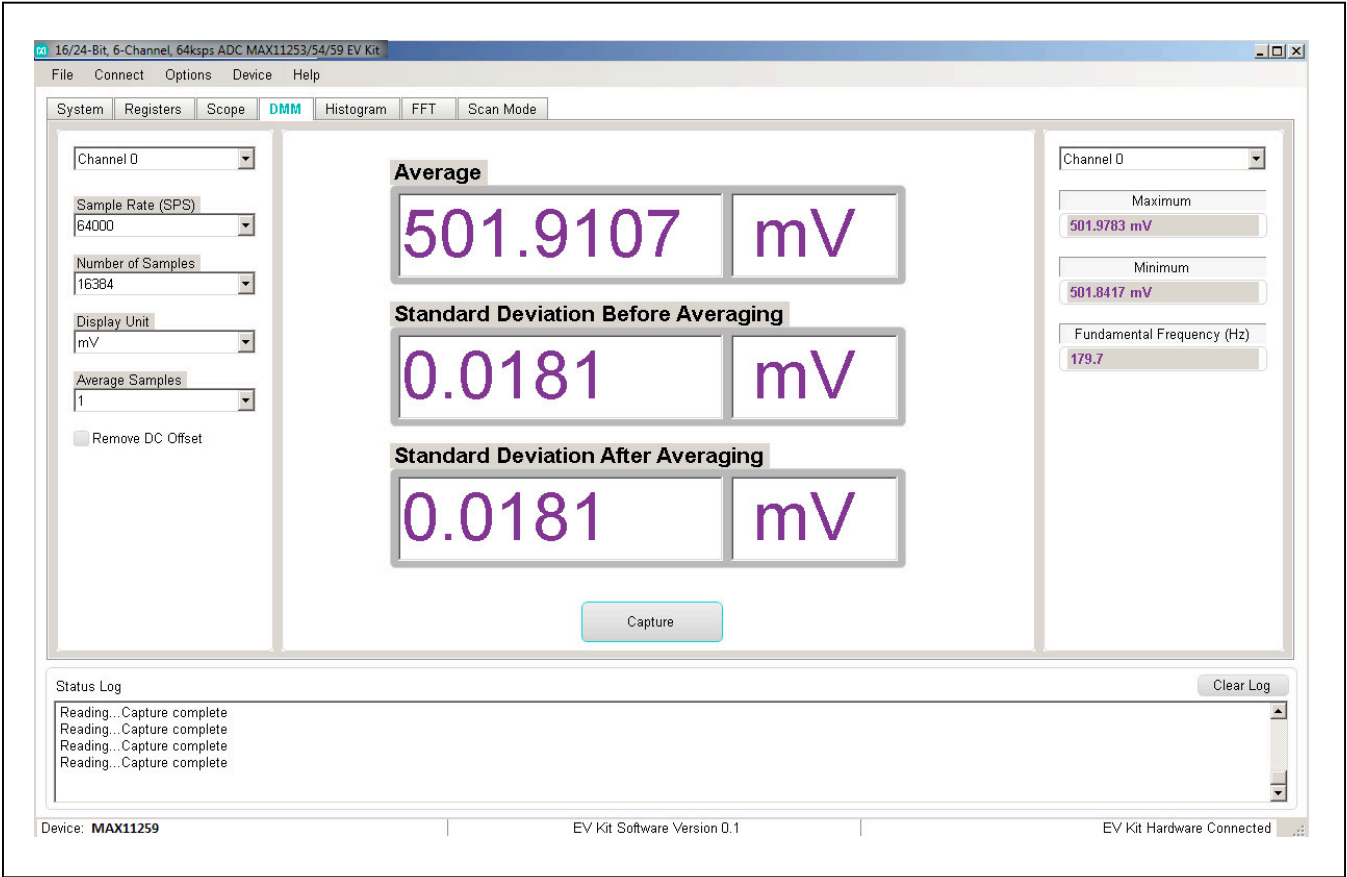 16/24-Bit, 6-Channel, 64ksps ADC MAX11253/54/59 EV Kit
File Connect Options Device Help
System Registers Scope DMM Histogram FFT Scan Mode
Channel 0
Sample Rate (SPS)
64000
Number of Samples
16384
Display Unit
mV
Average Samples
1
Remove DC Offset
Average
501.9107 mV
Standard Deviation Before Averaging
0.0181 mV
Standard Deviation After Averaging
0.0181 mV
Capture
Channel 0
Maximum
501.9783 mV
Minimum
501.8417 mV
Fundamental Frequency (Hz)
179.7
Status Log
Clear Log
Reading...Capture complete
Reading...Capture complete
Reading...Capture complete
Reading...Capture complete
Device: MAX11259 EV Kit Software Version 0.1 EV Kit Hardware Connected